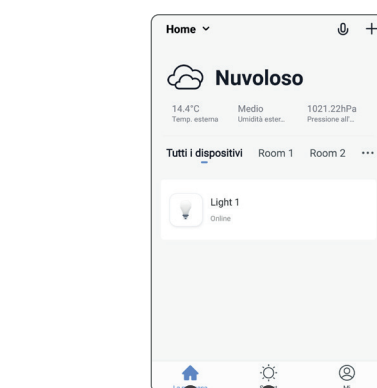 Home
Nuvoloso
14.4°C Medio 1021.22hPa
Temp. esterna Umidità ester... Pressione all'...
Tutti i dispositivi Room 1 Room 2
Light 1
Online